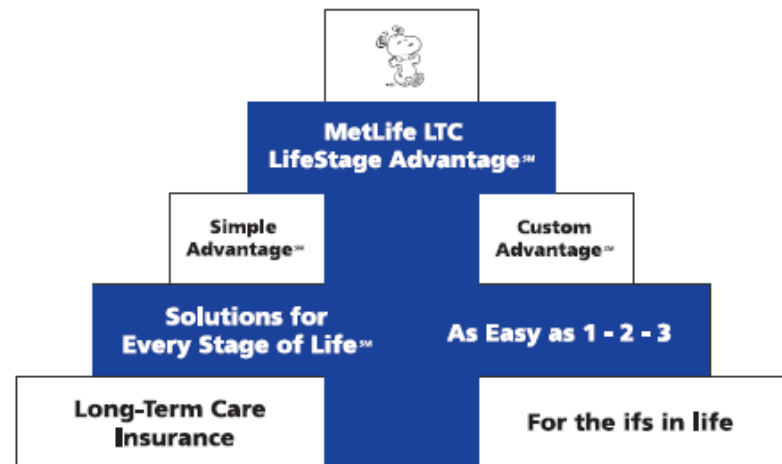 MetLife LTC
LifeStage Advantage℠
Simple
Advantage℠
Custom
Advantage℠
Solutions for
Every Stage of Life℠
As Easy as 1 - 2 - 3
Long-Term Care
Insurance
For the ifs in life